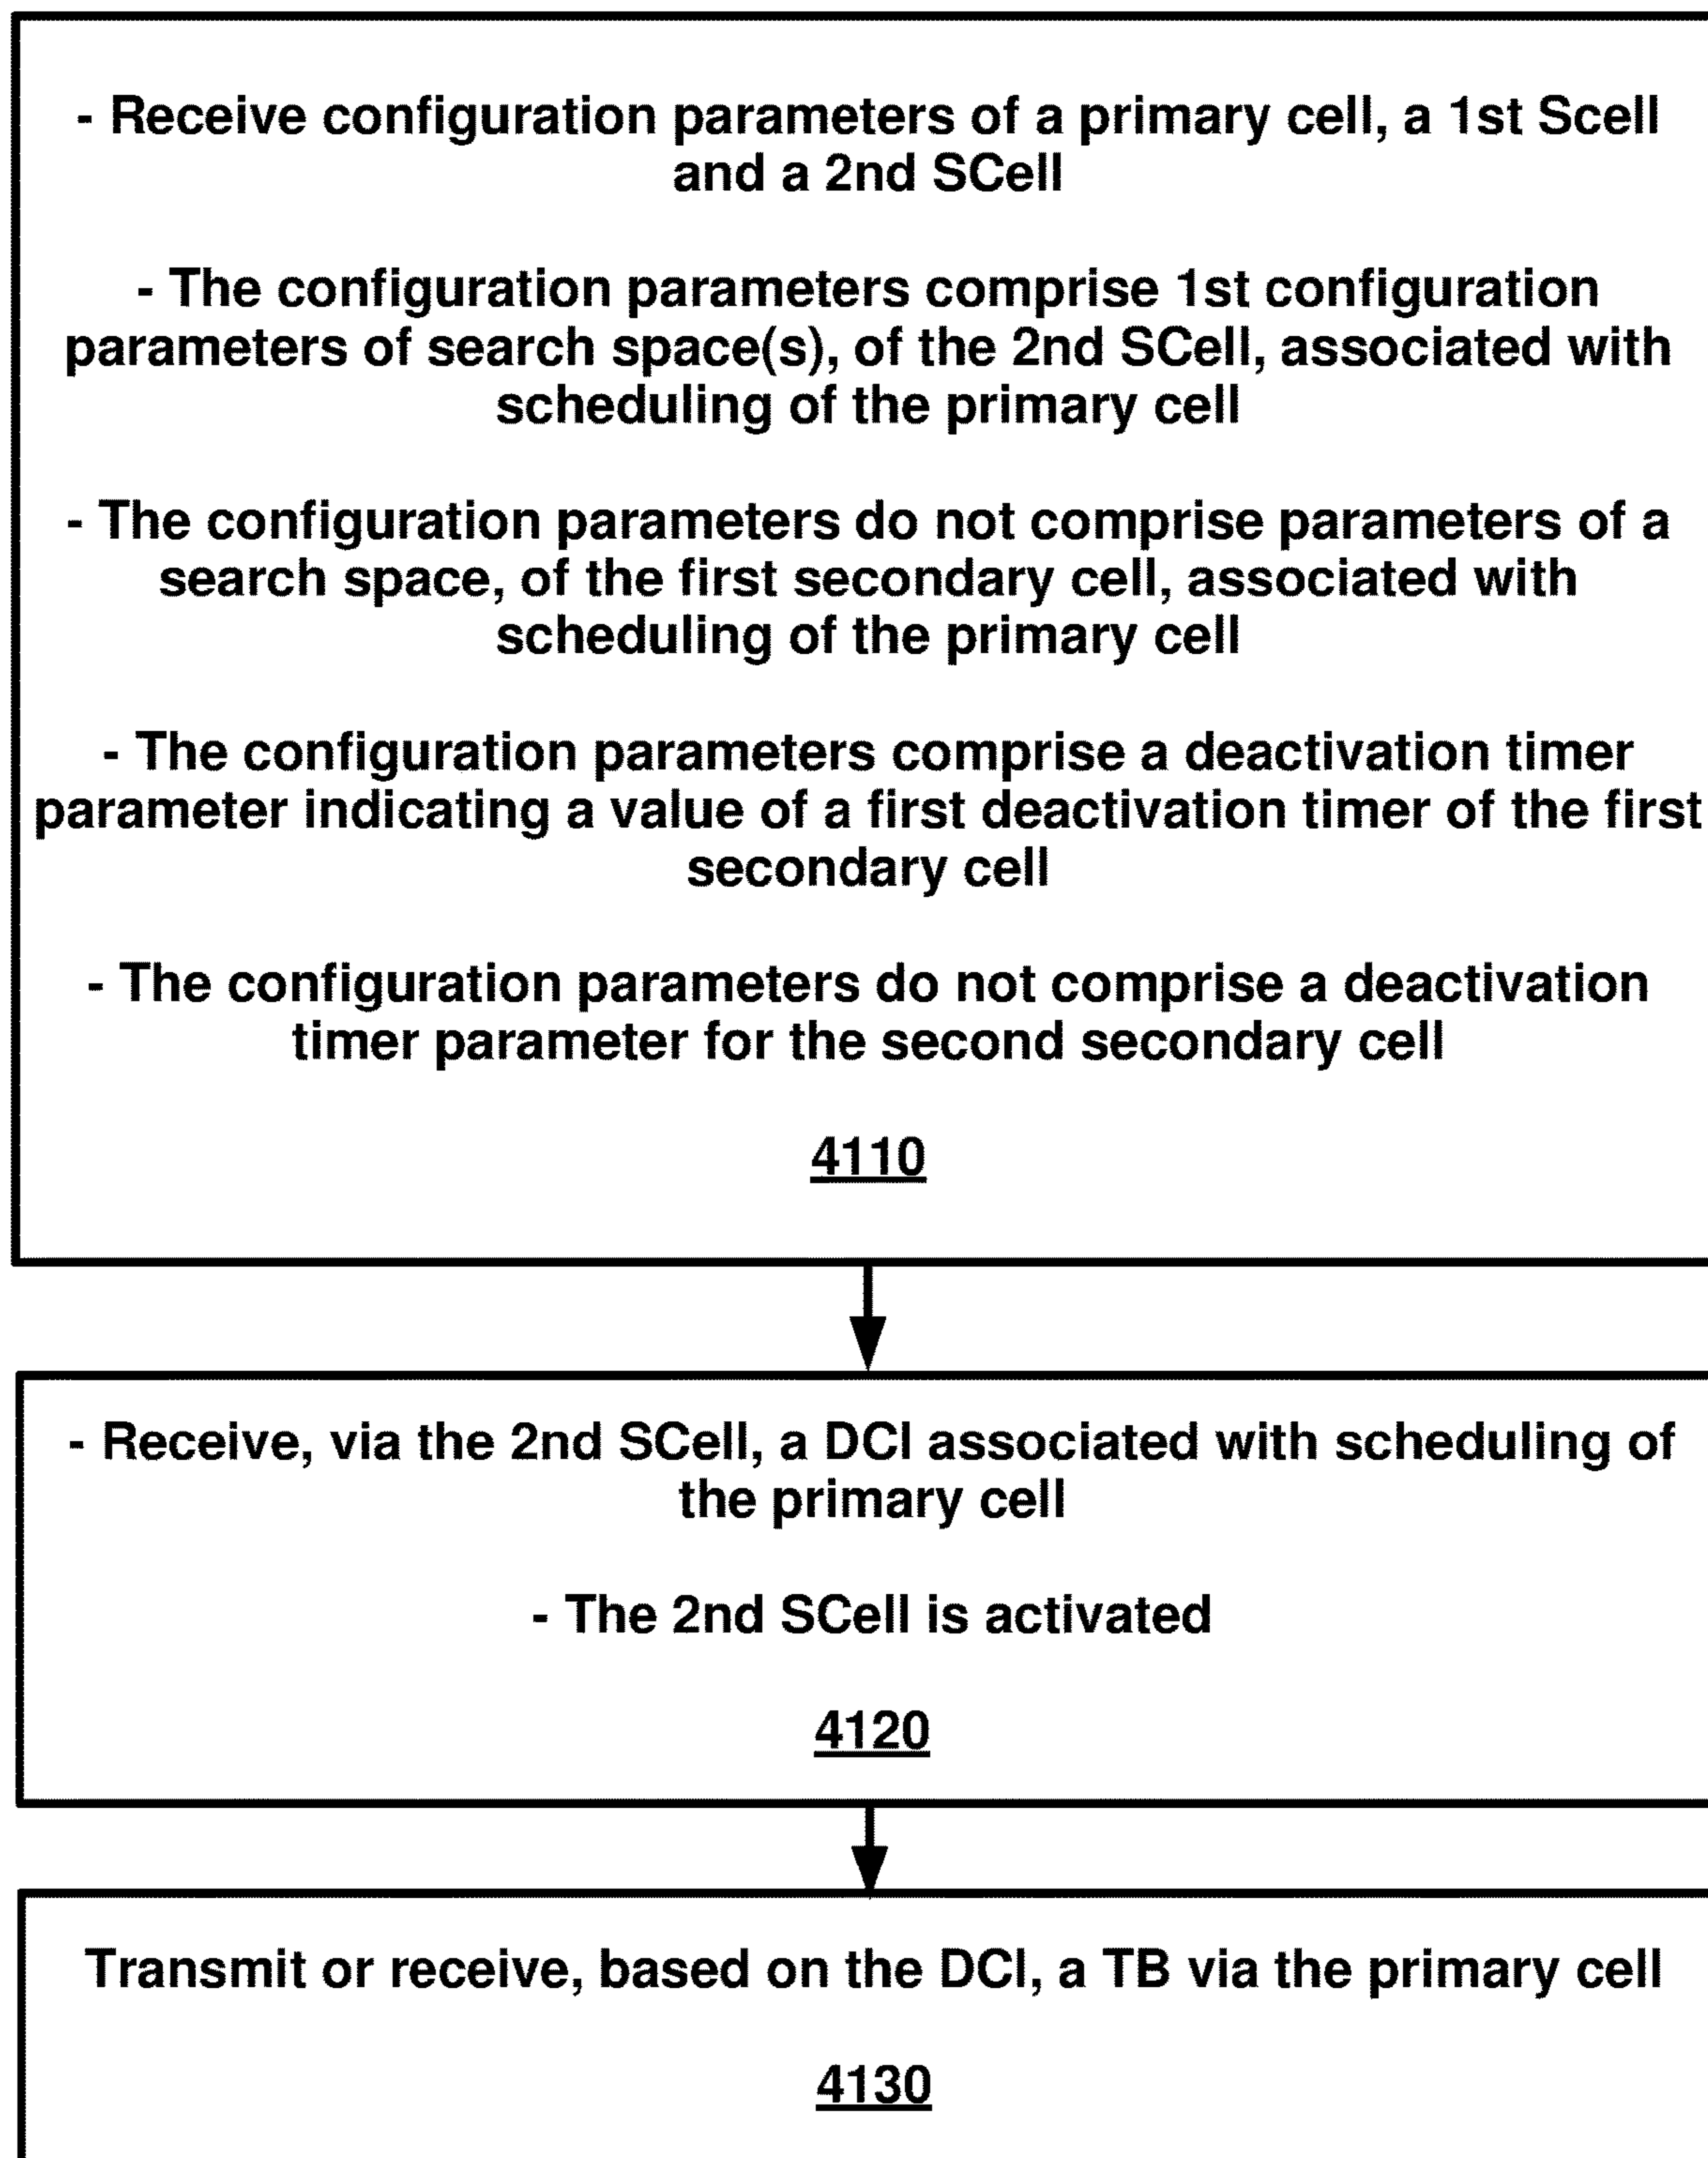 - Receive configuration parameters of a primary cell, a 1st Scell
and a 2nd SCell
- The configuration parameters comprise 1st configuration
parameters of search space(s), of the 2nd SCell, associated with
scheduling of the primary cell
- The configuration parameters do not comprise parameters of a
search space, of the first secondary cell, associated with
scheduling of the primary cell
- The configuration parameters comprise a deactivation timer
parameter indicating a value of a first deactivation timer of the first
secondary cell
- The configuration parameters do not comprise a deactivation
timer parameter for the second secondary cell
4110
- Receive, via the 2nd SCell, a DCI associated with scheduling of
the primary cell
- The 2nd SCell is activated
4120
Transmit or receive, based on the DCI, a TB via the primary cell
4130